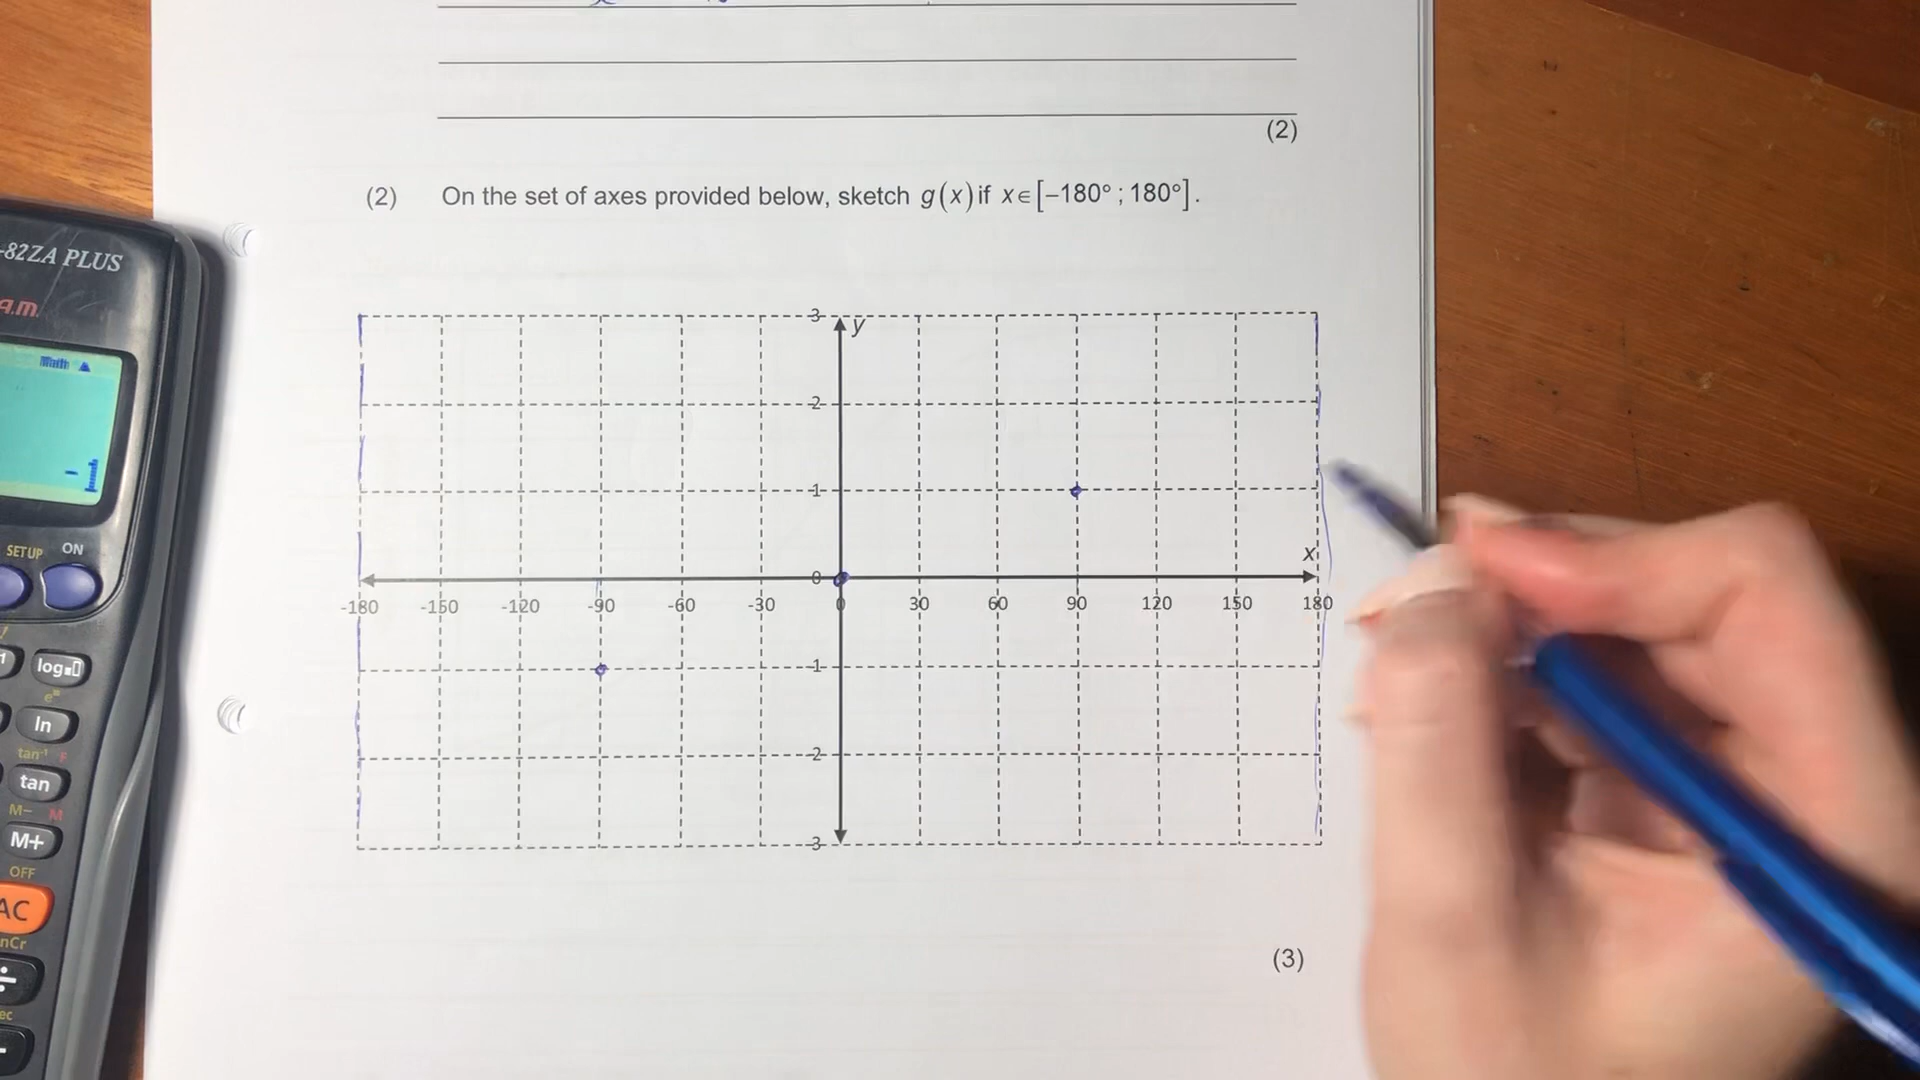 (2)
(2) On the set of axes provided below, sketch g(x) if x∈[−180° ; 180°].
-82ZA PLUS
a.m.
Math
3
y
2
1
SETUP ON
x
0
-180 -150 -120 -90 -60 -30 0 30 60 90 120 150 180
log
-1
e
ln
tan⁻¹ F
tan
-2
M− M
M+
-3
OFF
AC
nCr
(3)
÷